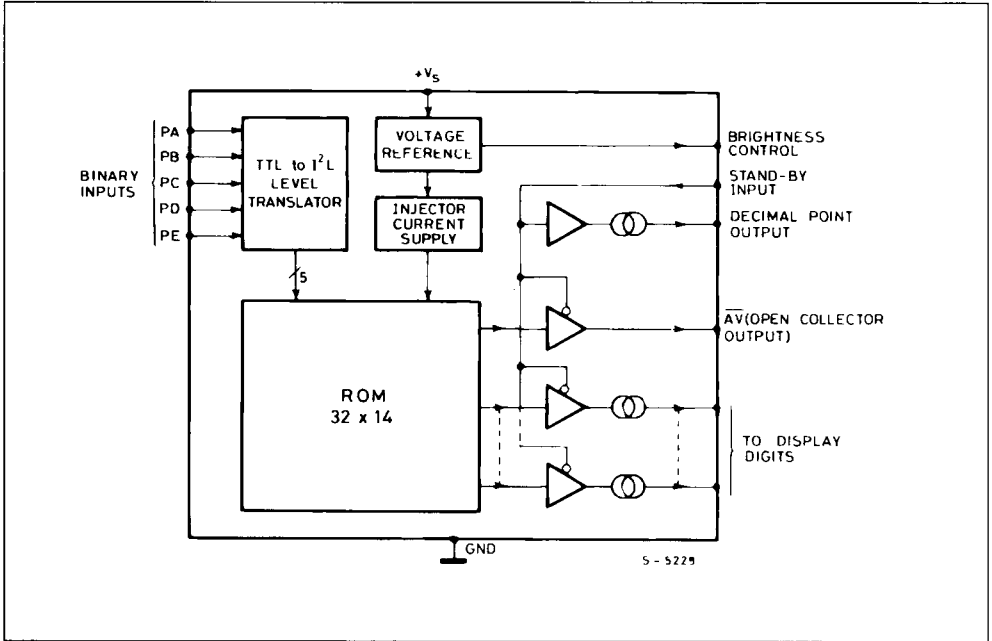 +VS
PA
PB
PC
PD
PE
BINARY
INPUTS
TTL to I²L
LEVEL
TRANSLATOR
VOLTAGE
REFERENCE
INJECTOR
CURRENT
SUPPLY
BRIGHTNESS
CONTROL
STAND-BY
INPUT
DECIMAL POINT
OUTPUT
5
A̅V̅(OPEN COLLECTOR
OUTPUT)
ROM
32 x 14
TO DISPLAY
DIGITS
GND
S-5229